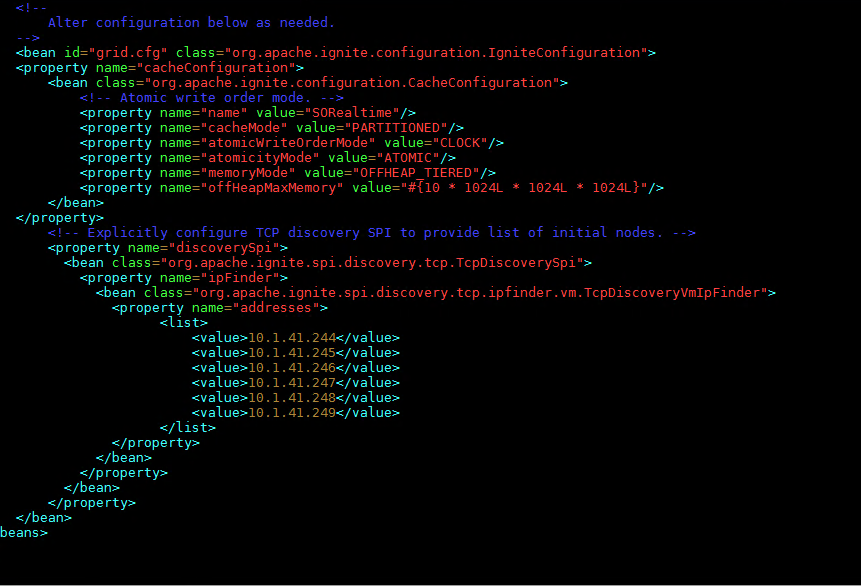 <!--
Alter configuration below as needed.
-->
<bean id="grid.cfg" class="org.apache.ignite.configuration.IgniteConfiguration">
<property name="cacheConfiguration">
<bean class="org.apache.ignite.configuration.CacheConfiguration">
<!-- Atomic write order mode. -->
<property name="name" value="SORealtime"/>
<property name="cacheMode" value="PARTITIONED"/>
<property name="atomicWriteOrderMode" value="CLOCK"/>
<property name="atomicityMode" value="ATOMIC"/>
<property name="memoryMode" value="OFFHEAP_TIERED"/>
<property name="offHeapMaxMemory" value="#{10 * 1024L * 1024L * 1024L}"/>
</bean>
</property>
<!-- Explicitly configure TCP discovery SPI to provide list of initial nodes. -->
<property name="discoverySpi">
<bean class="org.apache.ignite.spi.discovery.tcp.TcpDiscoverySpi">
<property name="ipFinder">
<bean class="org.apache.ignite.spi.discovery.tcp.ipfinder.vm.TcpDiscoveryVmIpFinder">
<property name="addresses">
<list>
<value>10.1.41.244</value>
<value>10.1.41.245</value>
<value>10.1.41.246</value>
<value>10.1.41.247</value>
<value>10.1.41.248</value>
<value>10.1.41.249</value>
</list>
</property>
</bean>
</property>
</bean>
</property>
</bean>
beans>